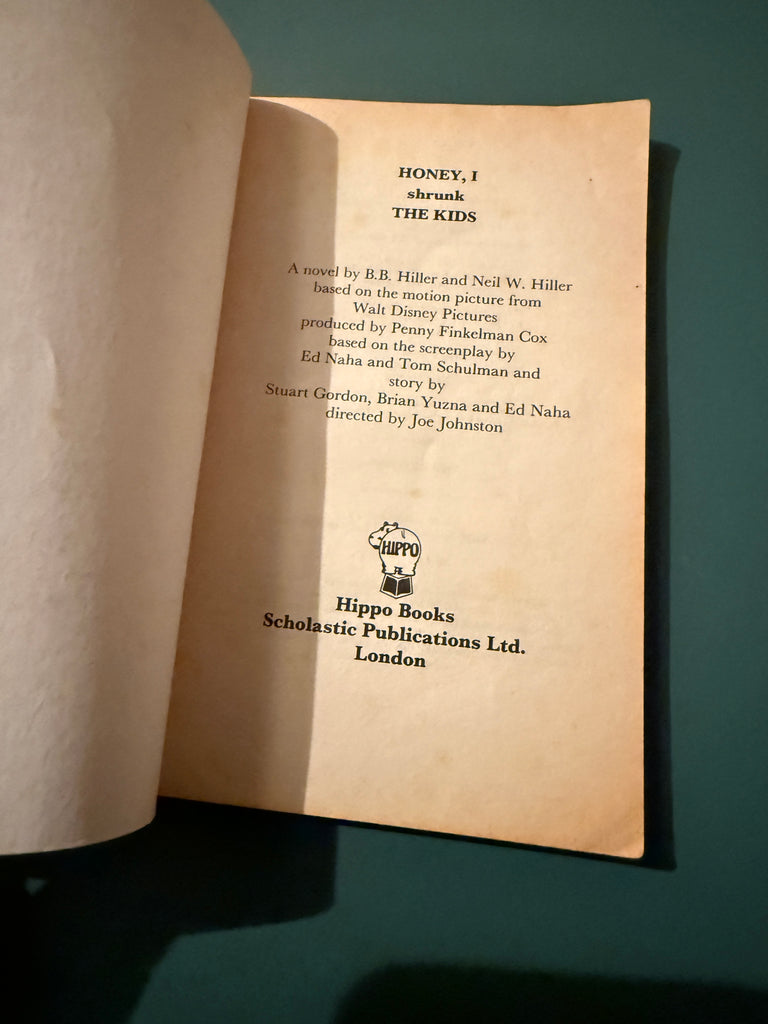 HONEY, I
shrunk
THE KIDS
A novel by B.B. Hiller and Neil W. Hiller
based on the motion picture from
Walt Disney Pictures
produced by Penny Finkelman Cox
based on the screenplay by
Ed Naha and Tom Schulman and
story by
Stuart Gordon, Brian Yuzna and Ed Naha
directed by Joe Johnston
HIPPO
Hippo Books
Scholastic Publications Ltd.
London